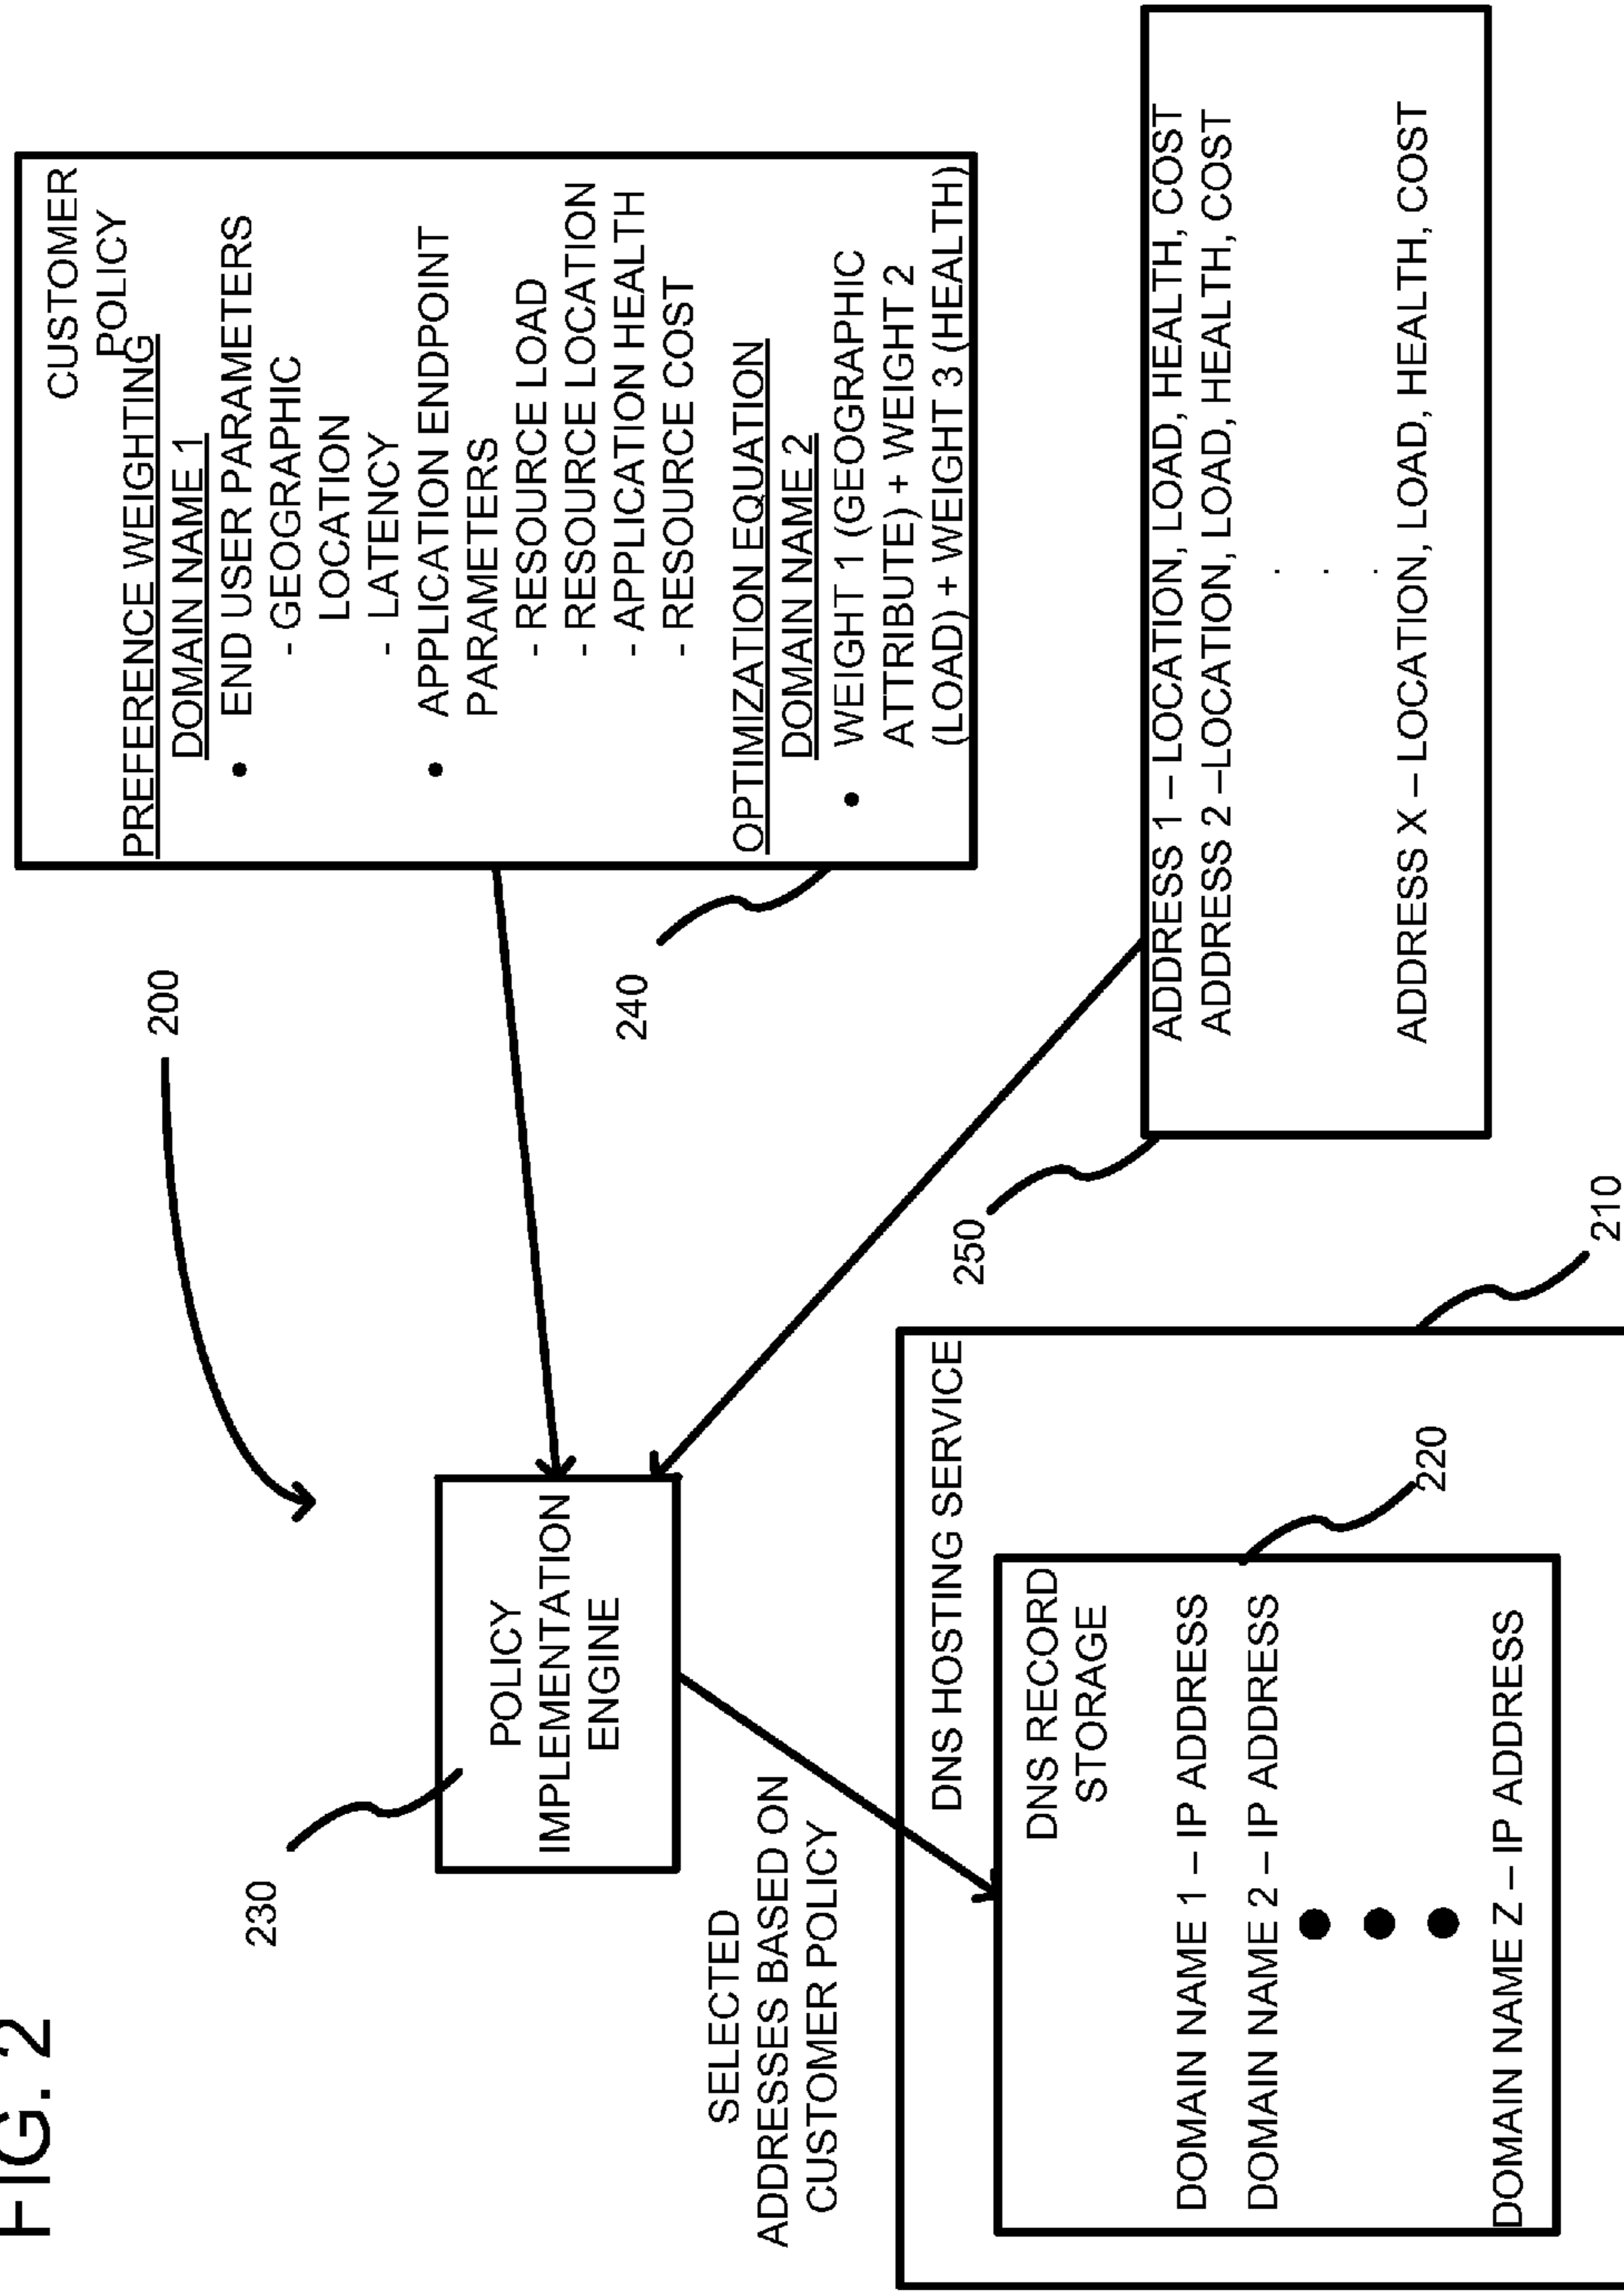 FIG. 2
200
230
POLICY
IMPLEMENTATION
ENGINE
CUSTOMER
POLICY
PREFERENCE WEIGHTING
DOMAIN NAME 1
• END USER PARAMETERS
- GEOGRAPHIC
LOCATION
- LATENCY
• APPLICATION ENDPOINT
PARAMETERS
- RESOURCE LOAD
- RESOURCE LOCATION
- APPLICATION HEALTH
- RESOURCE COST
OPTIMIZATION EQUATION
DOMAIN NAME 2
• WEIGHT 1 (GEOGRAPHIC
ATTRIBUTE) + WEIGHT 2
(LOAD) + WEIGHT 3 (HEALTH)
240
SELECTED
ADDRESSES BASED ON
CUSTOMER POLICY
DNS HOSTING SERVICE
DNS RECORD
STORAGE
DOMAIN NAME 1 – IP ADDRESS
DOMAIN NAME 2 – IP ADDRESS
DOMAIN NAME Z – IP ADDRESS
220
210
250
ADDRESS 1 – LOCATION, LOAD, HEALTH, COST
ADDRESS 2 –LOCATION, LOAD, HEALTH, COST
.
.
.
ADDRESS X – LOCATION, LOAD, HEALTH, COST